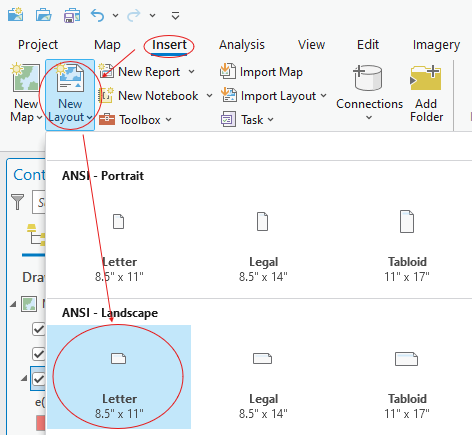 Project Map Insert Analysis View Edit Imagery
New Map New Layout New Report Import Map Connections Add Folder
New Notebook Import Layout
Toolbox Task
Cont
ANSI - Portrait
Letter Legal Tabloid
8.5" x 11" 8.5" x 14" 11" x 17"
Draw
ANSI - Landscape
Letter Legal Tabloid
8.5" x 11" 8.5" x 14" 11" x 17"
e(